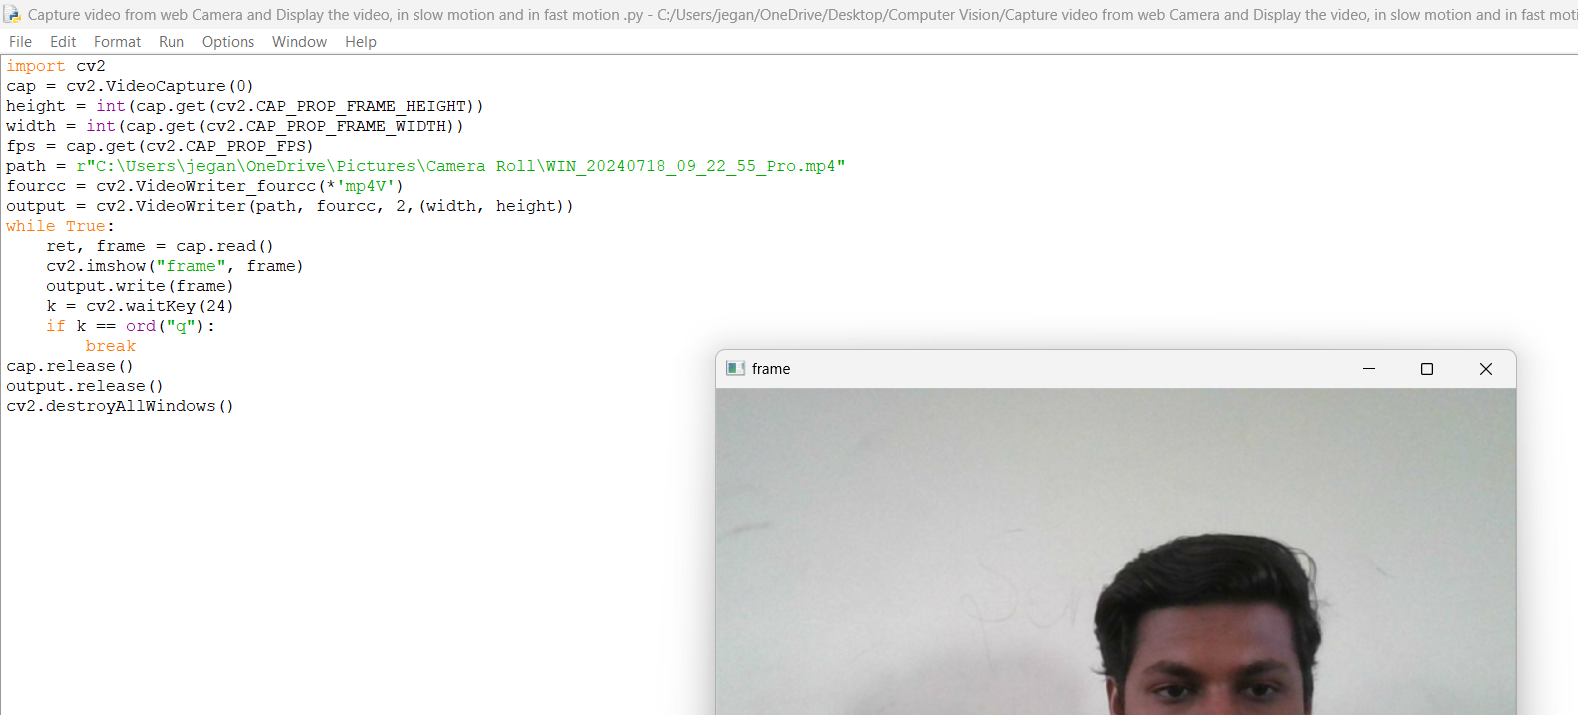 Capture video from web Camera and Display the video, in slow motion and in fast motion .py - C:/Users/jegan/OneDrive/Desktop/Computer Vision/Capture video from web Camera and Display the video, in slow motion and in fast moti
File Edit Format Run Options Window Help
import cv2
cap = cv2.VideoCapture(0)
height = int(cap.get(cv2.CAP_PROP_FRAME_HEIGHT))
width = int(cap.get(cv2.CAP_PROP_FRAME_WIDTH))
fps = cap.get(cv2.CAP_PROP_FPS)
path = r"C:\Users\jegan\OneDrive\Pictures\Camera Roll\WIN_20240718_09_22_55_Pro.mp4"
fourcc = cv2.VideoWriter_fourcc(*'mp4V')
output = cv2.VideoWriter(path, fourcc, 2,(width, height))
while True:
    ret, frame = cap.read()
    cv2.imshow("frame", frame)
    output.write(frame)
    k = cv2.waitKey(24)
    if k == ord("q"):
        break
cap.release()
output.release()
cv2.destroyAllWindows()
frame